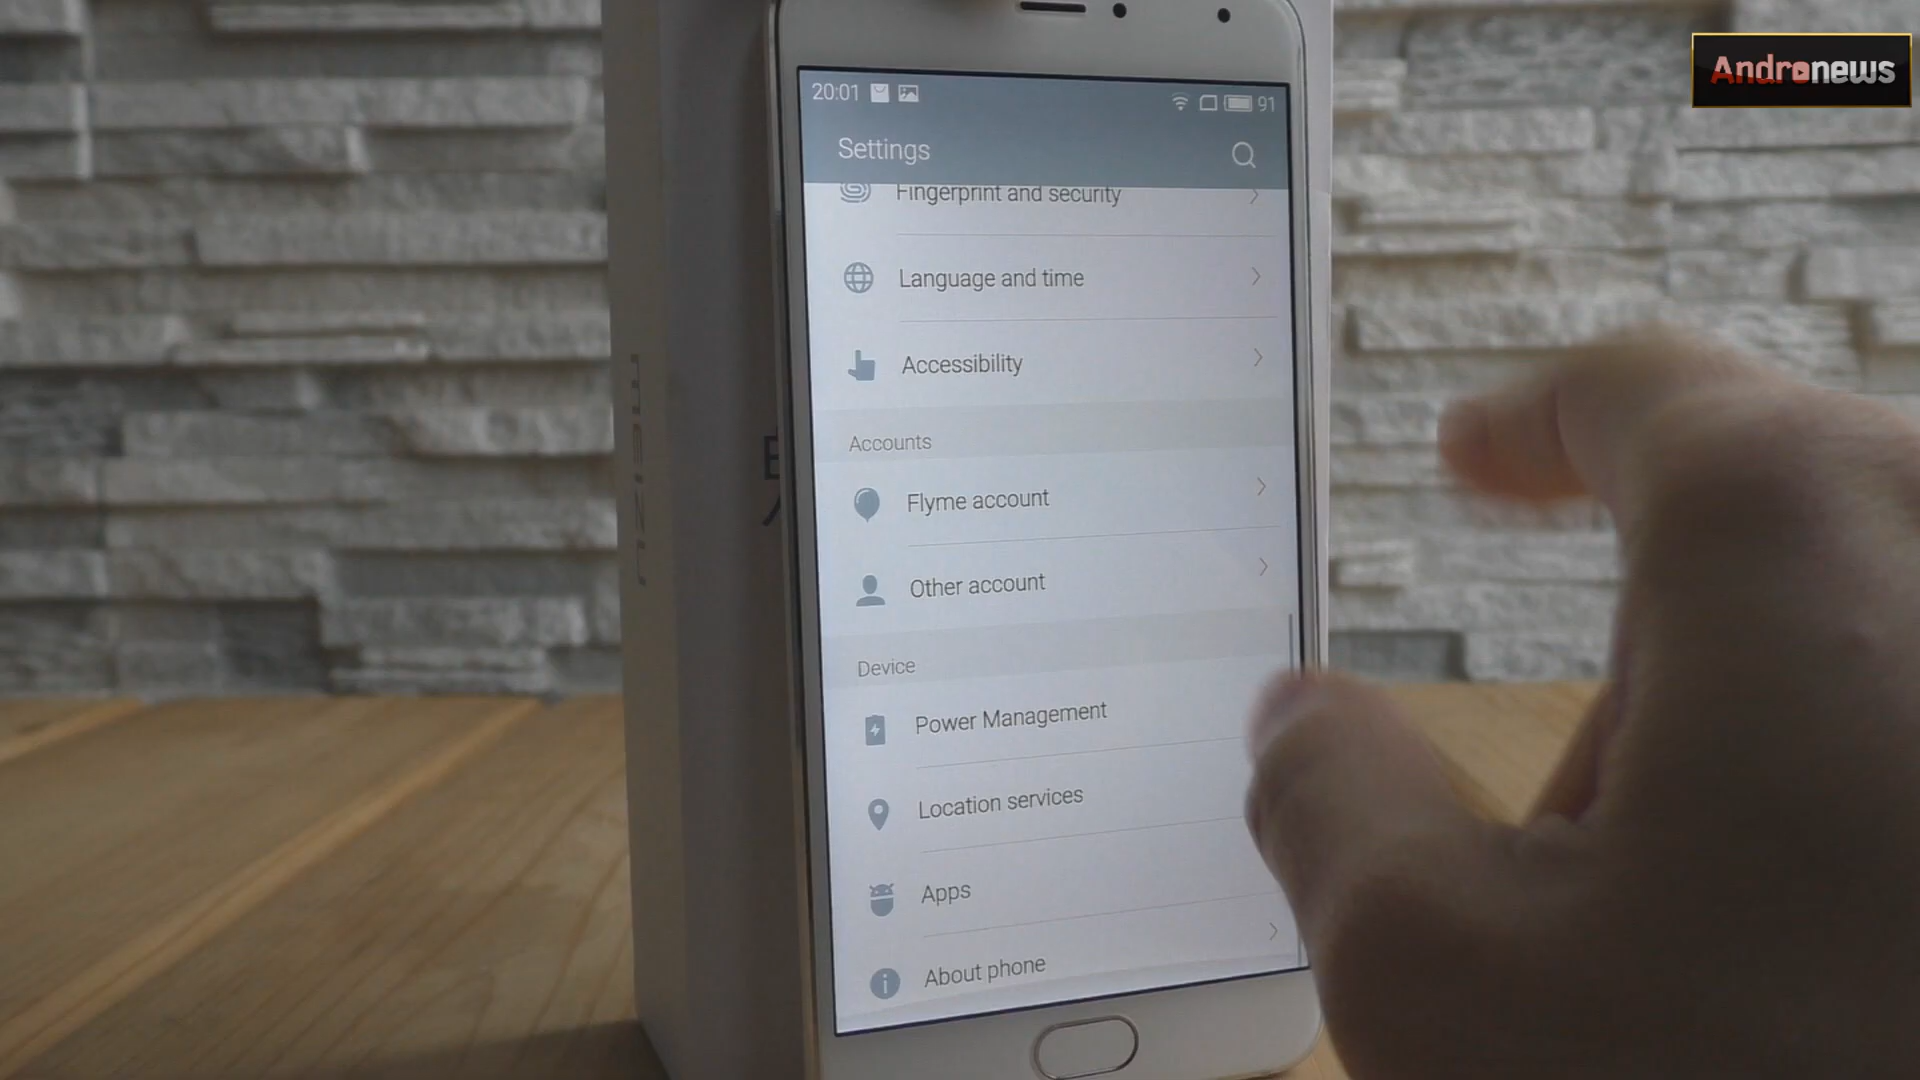 Andronews
20:01
91
Settings
Fingerprint and security
Language and time
Accessibility
Accounts
Flyme account
Other account
Device
Power Management
Location services
Apps
About phone
MEIZU